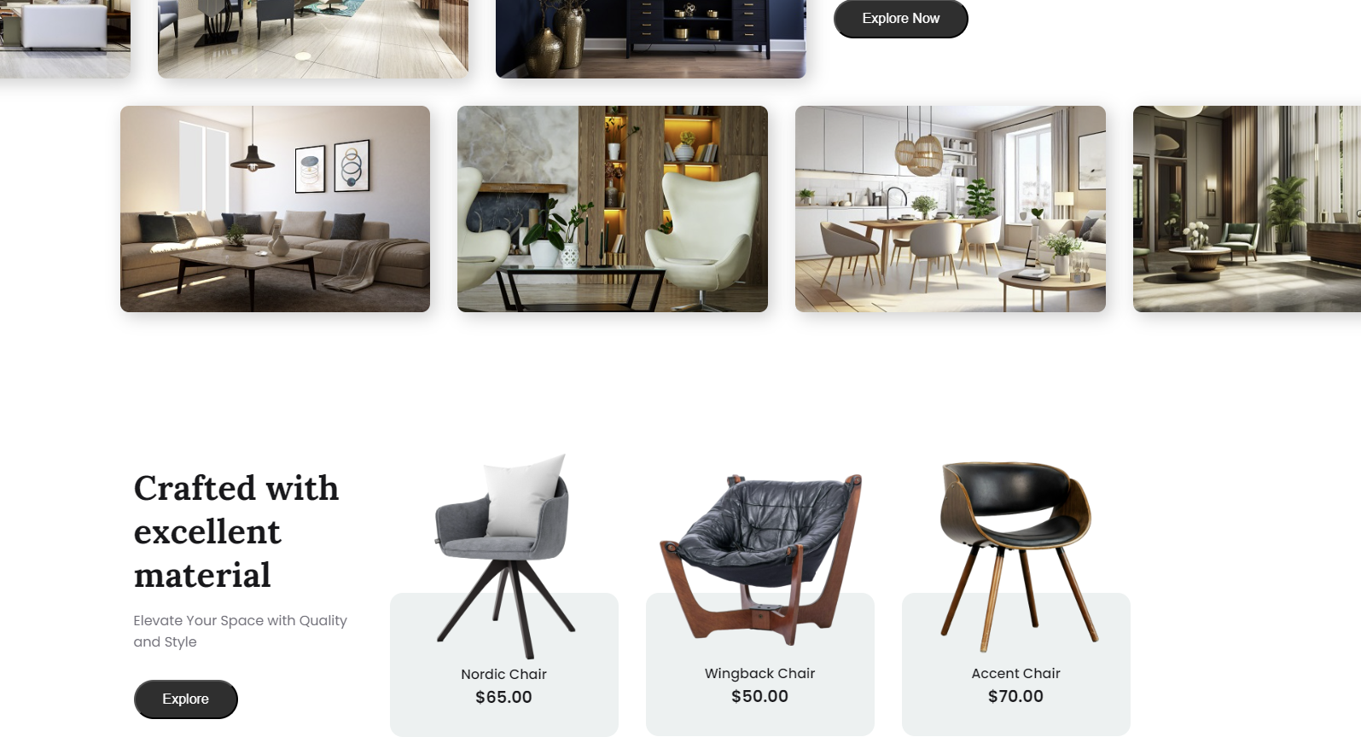 Explore Now
Crafted with
excellent
material
Elevate Your Space with Quality
and Style
Explore
Nordic Chair
$65.00
Wingback Chair
$50.00
Accent Chair
$70.00